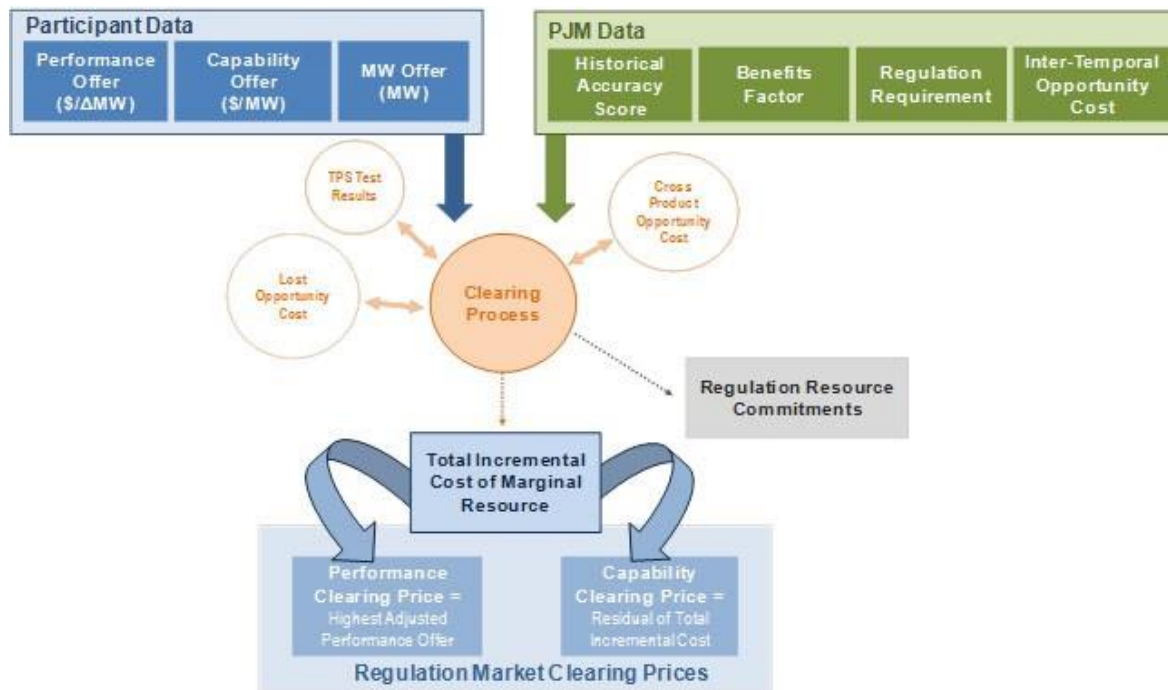 Participant Data
Performance
Offer
($/ΔMW)
Capability
Offer
($/MW)
MW Offer
(MW)
PJM Data
Historical
Accuracy
Score
Benefits
Factor
Regulation
Requirement
Inter-Temporal
Opportunity
Cost
TPS Test
Results
Cross
Product
Opportunity
Cost
Lost
Opportunity
Cost
Clearing
Process
Regulation Resource
Commitments
Total Incremental
Cost of Marginal
Resource
Performance
Clearing Price =
Highest Adjusted
Performance Offer
Capability
Clearing Price =
Residual of Total
Incremental Cost
Regulation Market Clearing Prices